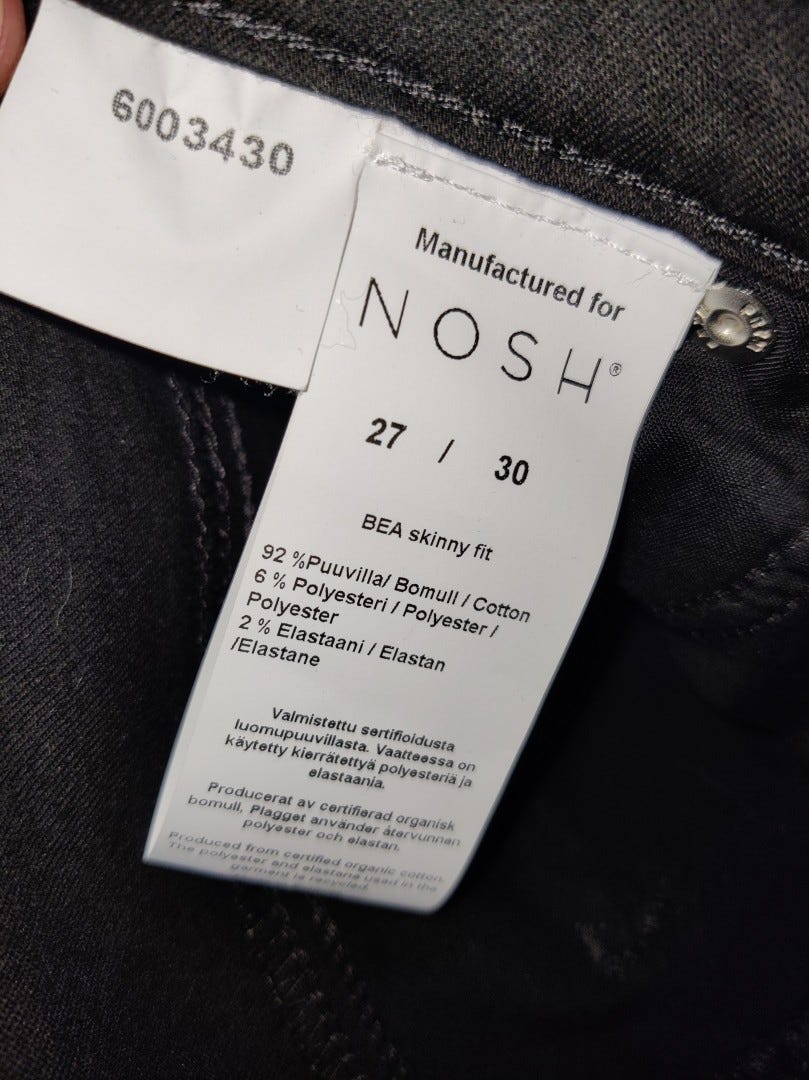 6003430
Manufactured for
NOSH®
27 / 30
BEA skinny fit
92 %Puuvilla/ Bomull / Cotton
6 % Polyesteri / Polyester /
Polyester
2 % Elastaani / Elastan
/Elastane
Valmistettu sertifioidusta
luomupuuvillasta. Vaatteessa on
käytetty kierrätettyä polyesteriä ja
elastaania.
Producerat av certifierad organisk
bomull, Plagget använder återvunnen
polyester och elastan.
Produced from certified organic cotton.
The polyester and elastane used in the
garment is recycled.